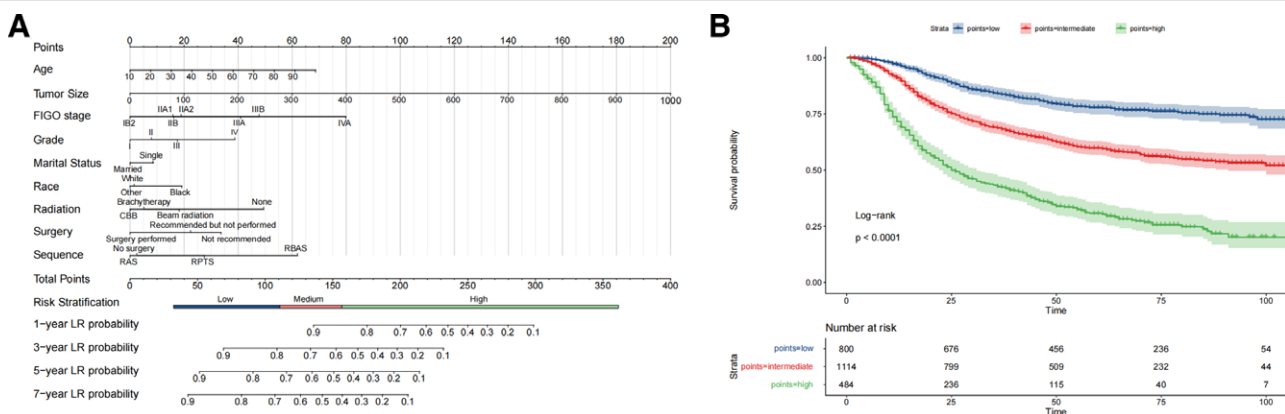 A
Points
0 20 40 60 80 100 120 140 160 180 200
Age
10 20 30 40 50 60 70 80 90
Tumor Size
0 100 200 300 400 500 600 700 800 900 1000
IIA1 IIA2 IIIB
FIGO stage
IB2 IIB IIIA IVA
II IV
Grade
I III
Single
Marital Status
Married
White
Race
Other Black
Brachytherapy None
Radiation
CBB Beam radiation
Recommended but not performed
Surgery
Surgery performed Not recommended
No surgery RBAS
Sequence
RAS RPTS
Total Points
0 50 100 150 200 250 300 350 400
Risk Stratification
Low Medium High
1−year LR probability
0.9 0.8 0.7 0.6 0.5 0.4 0.3 0.2 0.1
3−year LR probability
0.9 0.8 0.7 0.6 0.5 0.4 0.3 0.2 0.1
5−year LR probability
0.9 0.8 0.7 0.6 0.5 0.4 0.3 0.2 0.1
7−year LR probability
0.9 0.8 0.7 0.6 0.5 0.4 0.3 0.2 0.1
B
Strata points=low points=intermediate points=high
Survival probability
1.00
0.75
0.50
0.25
0.00
Log−rank
p < 0.0001
0 25 50 75 100
Time
Number at risk
Strata
points=low 800 676 456 236 54
points=intermediate 1114 799 509 232 44
points=high 484 236 115 40 7
0 25 50 75 100
Time